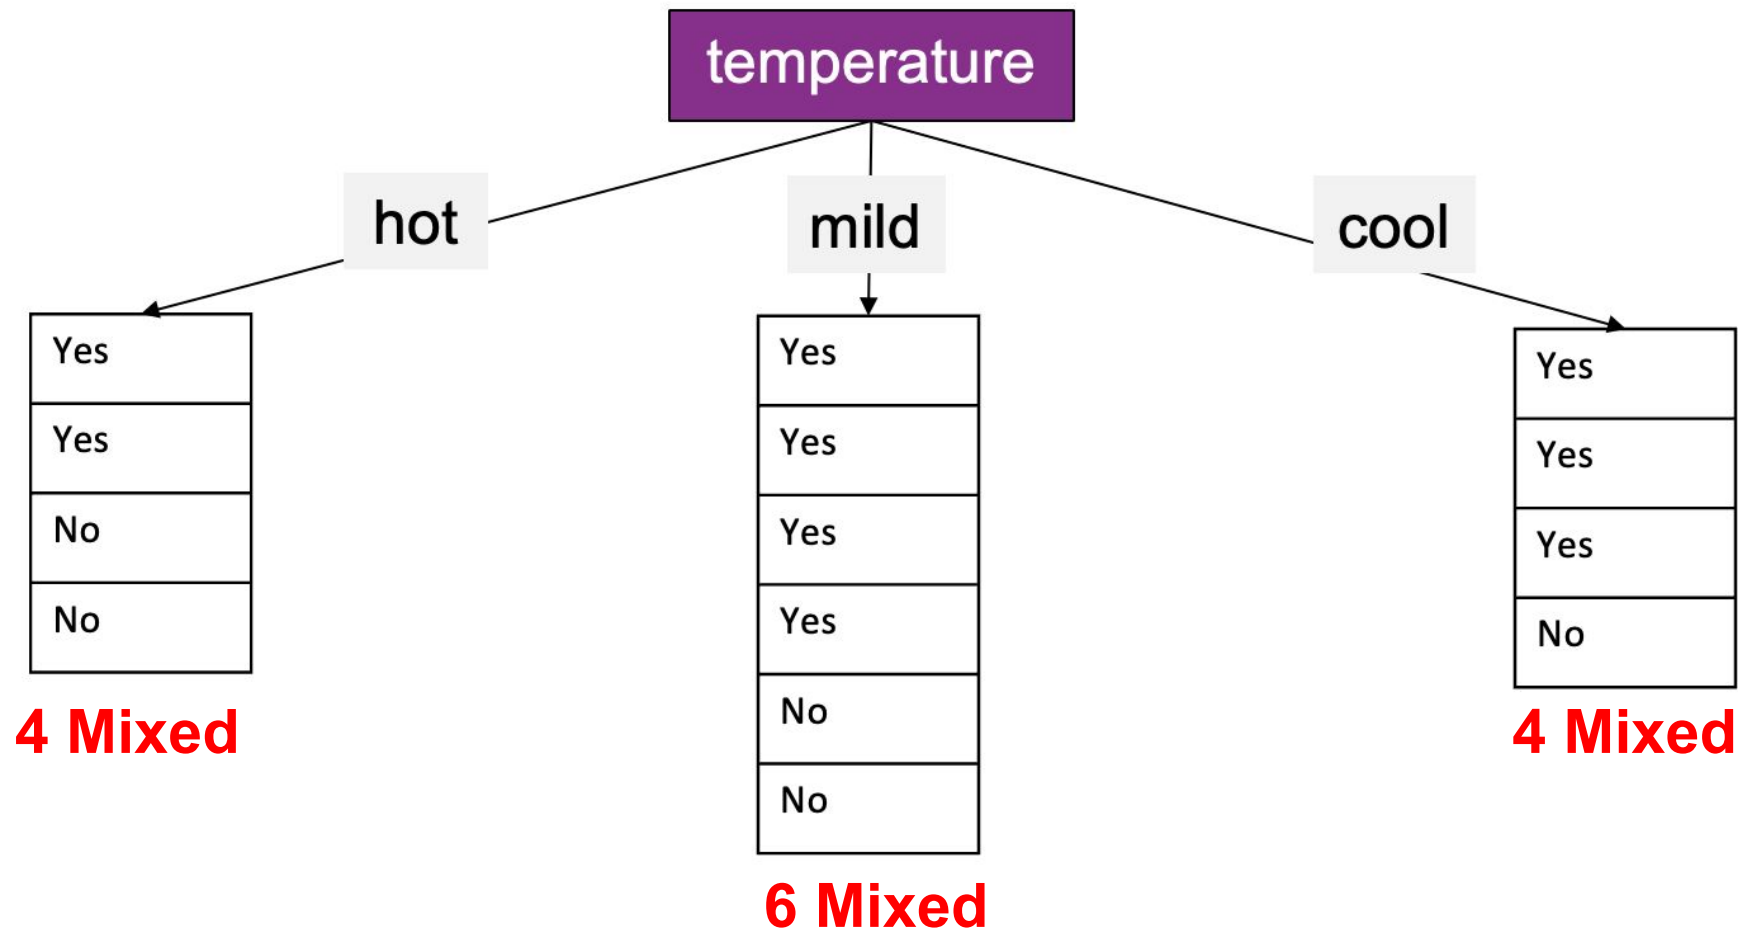 temperature
hot
mild
cool
Yes
Yes
No
No
4 Mixed
Yes
Yes
Yes
Yes
No
No
6 Mixed
Yes
Yes
Yes
No
4 Mixed